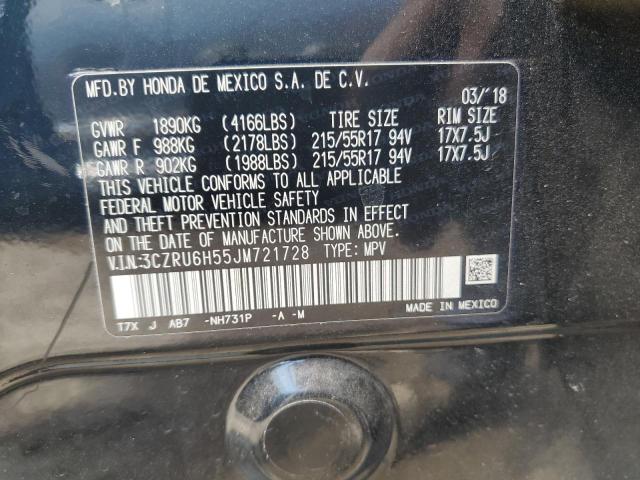 MFD.BY HONDA DE MEXICO S.A. DE C.V.
03/'18
GVWR 1890KG (4166LBS) TIRE SIZE RIM SIZE
GAWR F 988KG (2178LBS) 215/55R17 94V 17X7.5J
GAWR R 902KG (1988LBS) 215/55R17 94V 17X7.5J
THIS VEHICLE CONFORMS TO ALL APPLICABLE
FEDERAL MOTOR VEHICLE SAFETY
AND THEFT PREVENTION STANDARDS IN EFFECT
ON THE DATE OF MANUFACTURE SHOWN ABOVE.
V.I.N:3CZRU6H55JM721728 TYPE: MPV
T7X J AB7 -NH731P -A -M MADE IN MEXICO